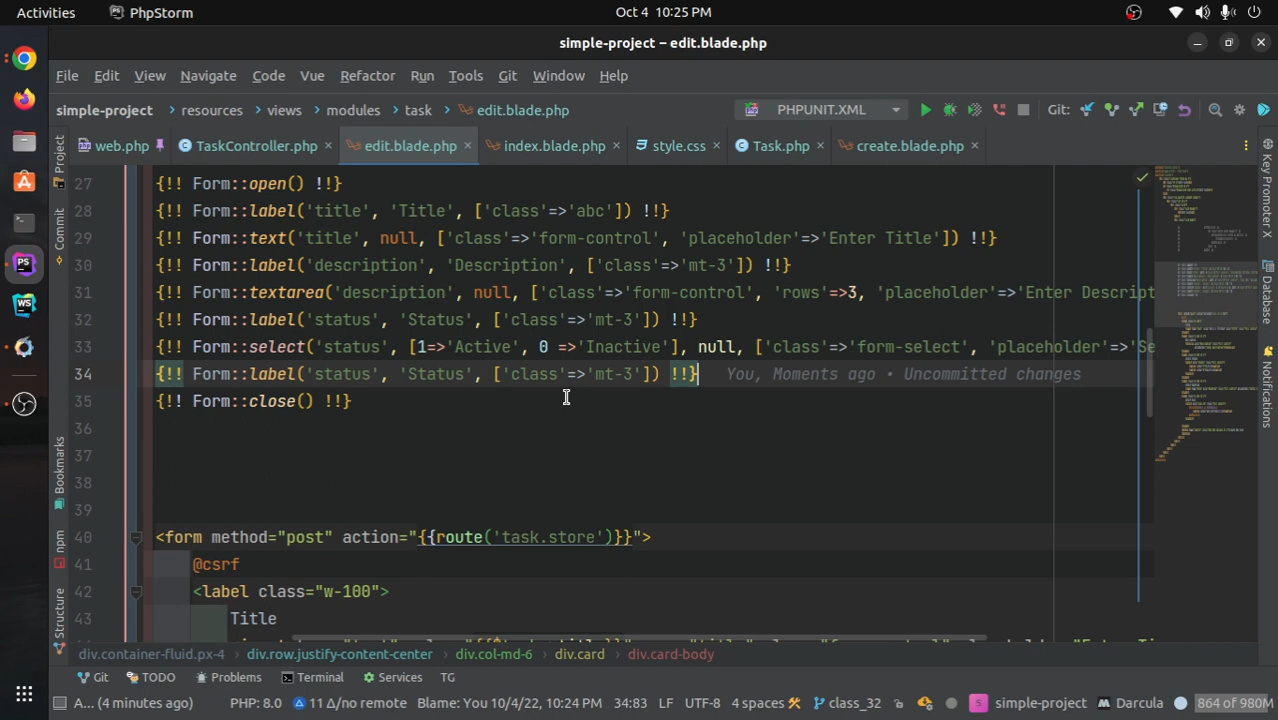 Activities PhpStorm Oct 4 10:25 PM
simple-project – edit.blade.php
File Edit View Navigate Code Vue Refactor Run Tools Git Window Help
simple-project resources views modules task edit.blade.php PHPUNIT.XML Git:
web.php TaskController.php edit.blade.php index.blade.php style.css Task.php create.blade.php
27 {!! Form::open() !!}
28 {!! Form::label('title', 'Title', ['class'=>'abc']) !!}
29 {!! Form::text('title', null, ['class'=>'form-control', 'placeholder'=>'Enter Title']) !!}
30 {!! Form::label('description', 'Description', ['class'=>'mt-3']) !!}
31 {!! Form::textarea('description', null, ['class'=>'form-control', 'rows'=>3, 'placeholder'=>'Enter Descript
32 {!! Form::label('status', 'Status', ['class'=>'mt-3']) !!}
33 {!! Form::select('status', [1=>'Active', 0 =>'Inactive'], null, ['class'=>'form-select', 'placeholder'=>'Se
34 {!! Form::label('status', 'Status', ['class'=>'mt-3']) !!} You, Moments ago • Uncommitted changes
35 {!! Form::close() !!}
36
37
38
39
40 <form method="post" action="{{route('task.store')}}">
41 @csrf
42 <label class="w-100">
43 Title
div.container-fluid.px-4 div.row.justify-content-center div.col-md-6 div.card div.card-body
Git TODO Problems Terminal Services TG
A... (4 minutes ago) PHP: 8.0 11 Δ/no remote Blame: You 10/4/22, 10:24 PM 34:83 LF UTF-8 4 spaces class_32 S simple-project Darcula 864 of 980M
Project
Commit
Bookmarks
npm
Structure
Key Promoter X
Database
Notifications
PS
WS